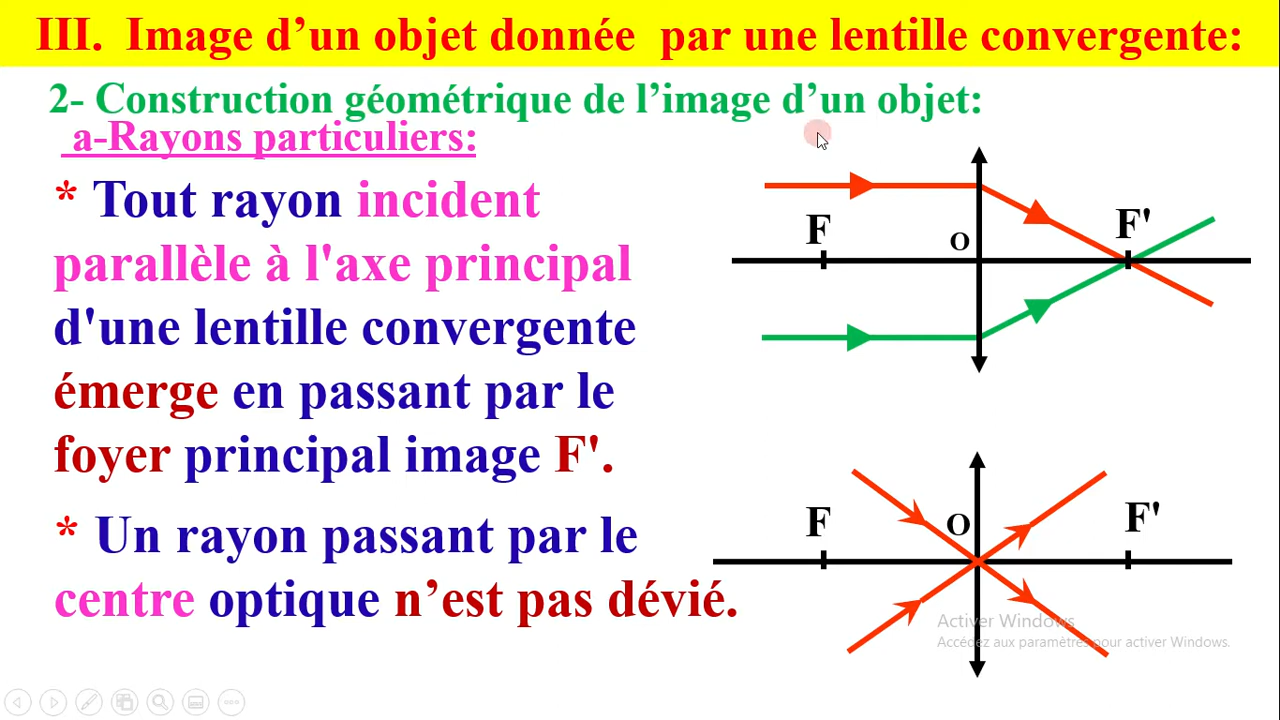 III. Image d’un objet donnée par une lentille convergente:
2- Construction géométrique de l’image d’un objet:
a-Rayons particuliers:
* Tout rayon incident
parallèle à l'axe principal
d'une lentille convergente
émerge en passant par le
foyer principal image F'.
* Un rayon passant par le
centre optique n’est pas dévié.
F
O
F'
F
O
F'
Activer Windows
Accédez aux paramètres pour activer Windows.